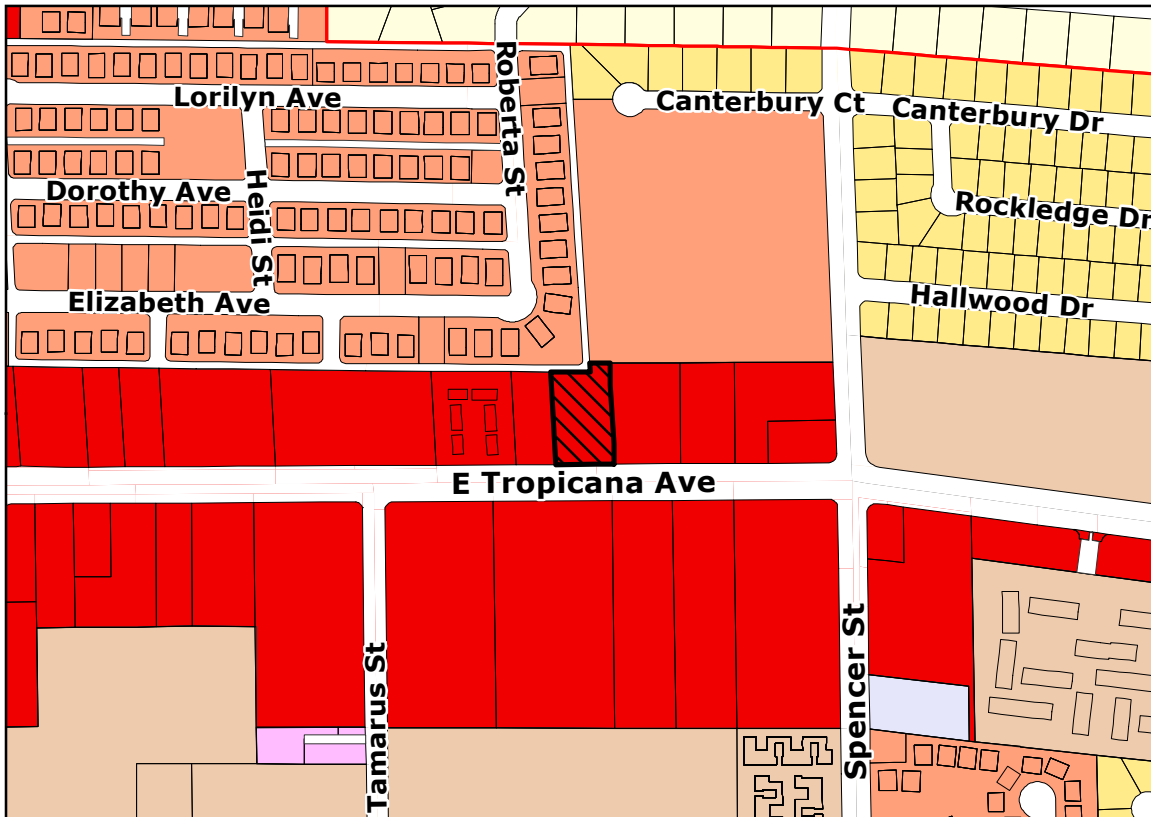 Roberta St
Lorilyn Ave
Canterbury Ct
Canterbury Dr
Dorothy Ave
Heidi St
Rockledge Dr
Elizabeth Ave
Hallwood Dr
E Tropicana Ave
Tamarus St
Spencer St